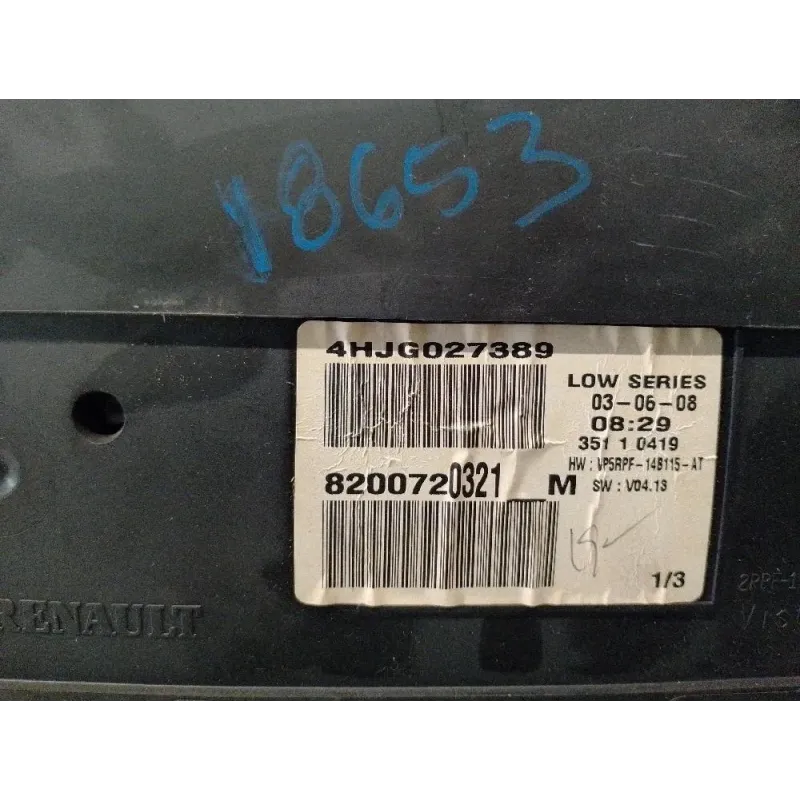 18653
4HJG027389
LOW SERIES
03-06-08
08:29
351 1 0419
HW : VP5RPF-14B115-AT
8200720321__M
SW : V04.13
1/3
RENAULT